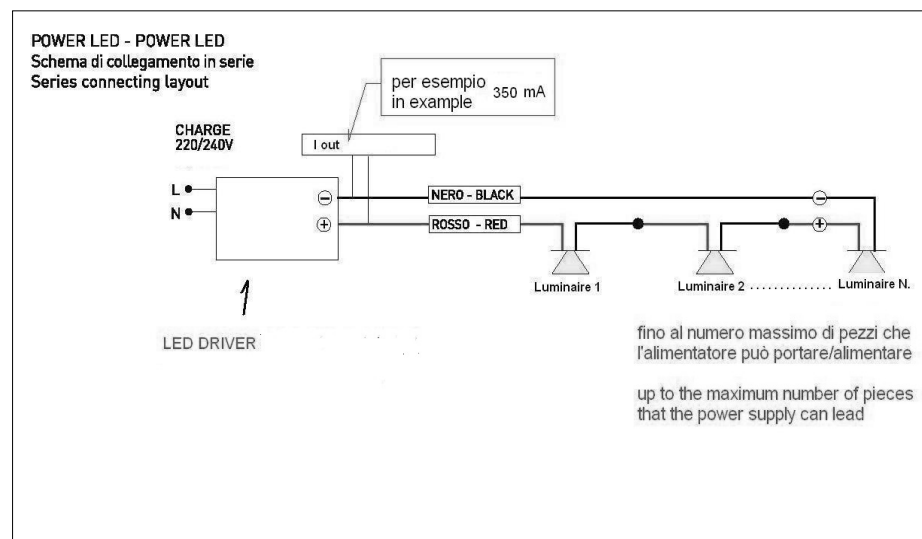 POWER LED - POWER LED
Schema di collegamento in serie
Series connecting layout
per esempio
in example 350 mA
CHARGE
220/240V
I out
L
N
NERO - BLACK
ROSSO - RED
Luminaire 1
Luminaire 2 .............. Luminaire N.
LED DRIVER
fino al numero massimo di pezzi che
l'alimentatore può portare/alimentare
up to the maximum number of pieces
that the power supply can lead